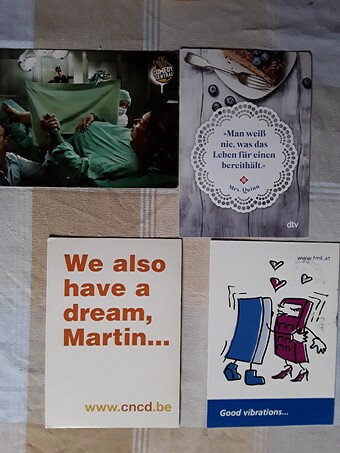 COMEDY
CENTRAL
»Man weiß
nie, was das
Leben für einen
bereithält.«
Mrs. Quinn
dtv
We also
have a
dream,
Martin...
www.cncd.be
www.fmk.at
Good vibrations...